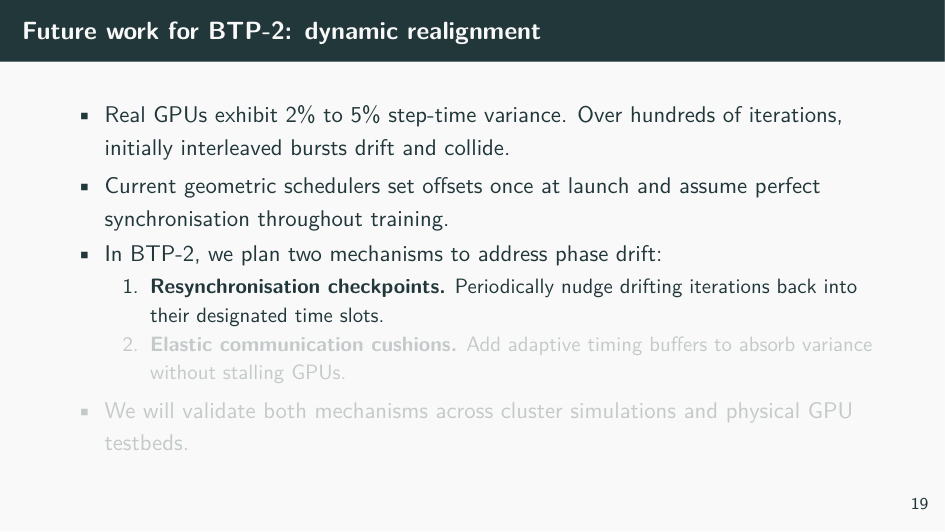 Future work for BTP-2: dynamic realignment
▪ Real GPUs exhibit 2% to 5% step-time variance. Over hundreds of iterations,
initially interleaved bursts drift and collide.
▪ Current geometric schedulers set offsets once at launch and assume perfect
synchronisation throughout training.
▪ In BTP-2, we plan two mechanisms to address phase drift:
1. Resynchronisation checkpoints. Periodically nudge drifting iterations back into
their designated time slots.
2. Elastic communication cushions. Add adaptive timing buffers to absorb variance
without stalling GPUs.
▪ We will validate both mechanisms across cluster simulations and physical GPU
testbeds.
19